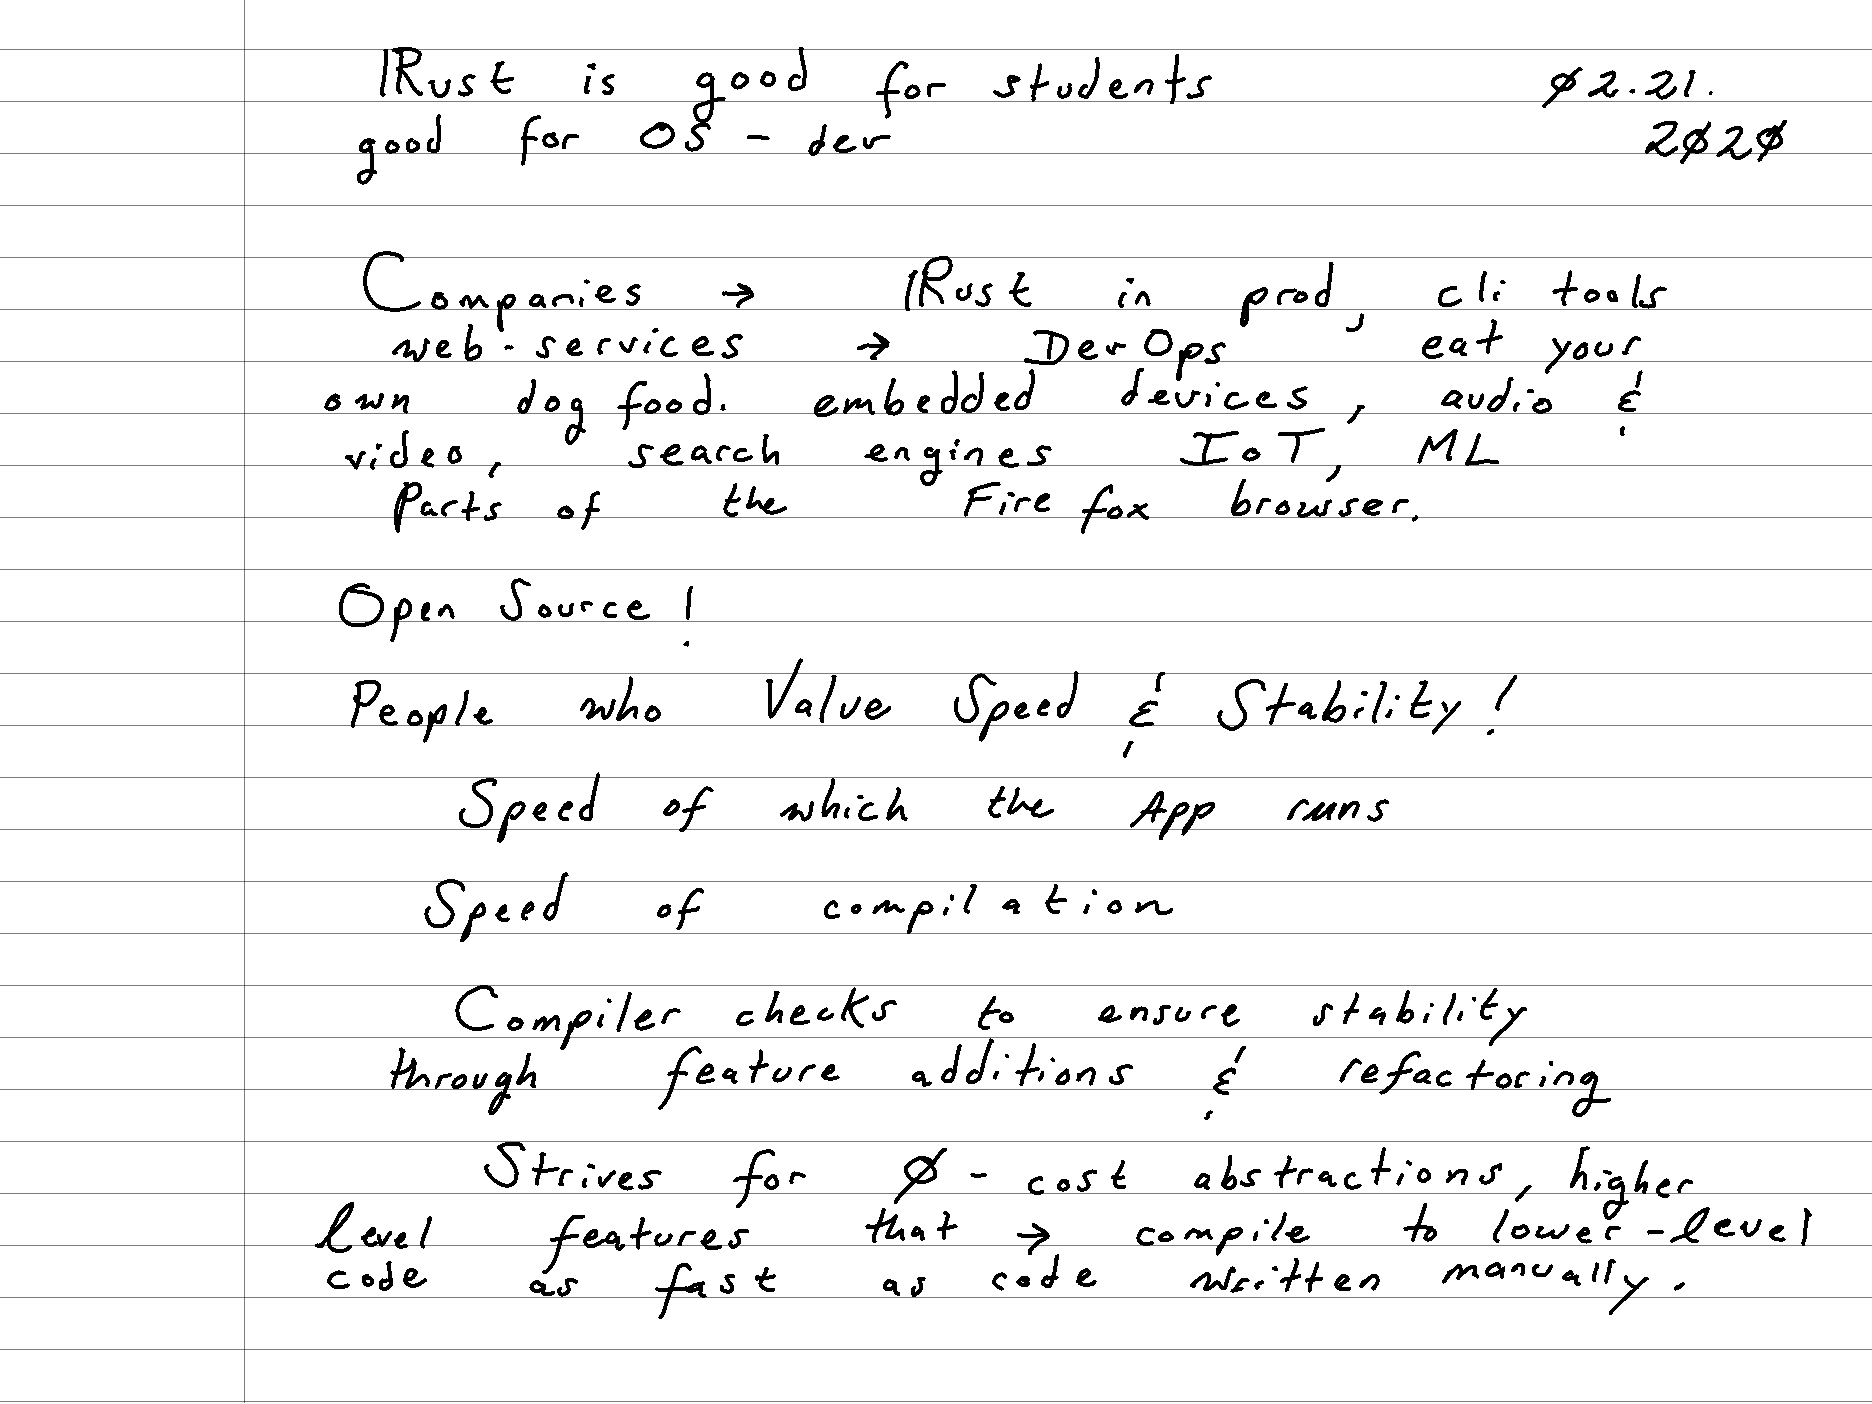 Rust is good for students Ø2.21.
good for OS - dev 2Ø2Ø
Companies → Rust in prod, cli tools
web-services → DevOps eat your
own dog food. embedded devices, audio &
video, search engines IoT, ML
Parts of the Firefox browser.
Open Source!
People who Value Speed & Stability!
Speed of which the App runs
Speed of compilation
Compiler checks to ensure stability
through feature additions & refactoring
Strives for Ø - cost abstractions, higher
level features that → compile to lower-level
code as fast as code written manually.